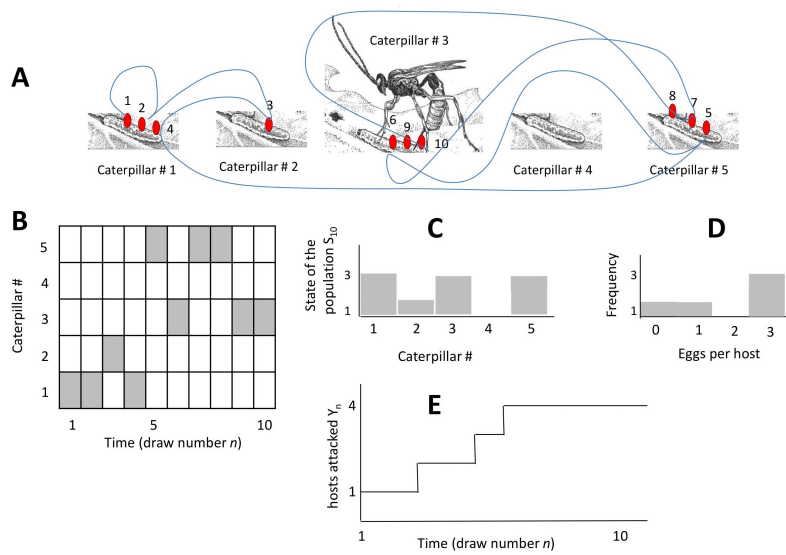 A
Caterpillar # 3
1
2
4
3
6
9
10
8
7
5
Caterpillar # 1
Caterpillar # 2
Caterpillar # 4
Caterpillar # 5
B
Caterpillar #
5
4
3
2
1
1
5
10
Time (draw number n)
C
State of the
population S10
3
1
1
2
3
4
5
Caterpillar #
D
Frequency
3
1
0
1
2
3
Eggs per host
E
hosts attacked Yn
4
1
1
10
Time (draw number n)